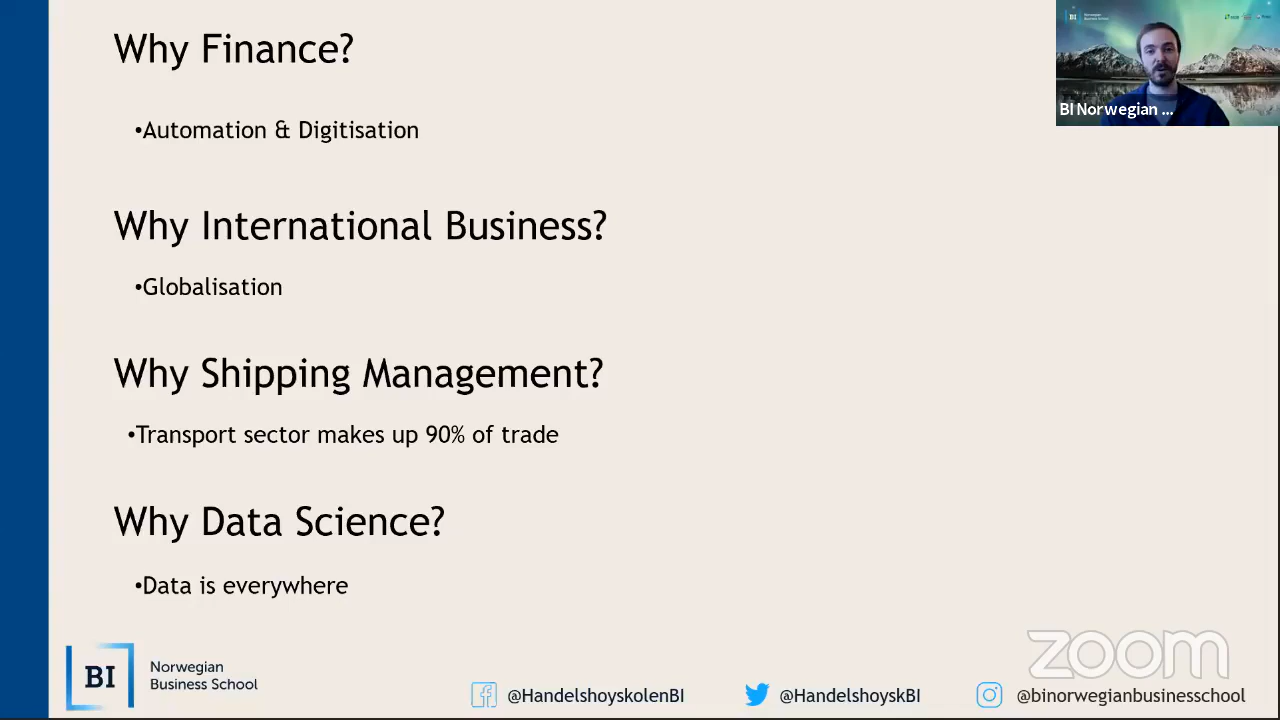 Why Finance?
•Automation & Digitisation
Why International Business?
•Globalisation
Why Shipping Management?
•Transport sector makes up 90% of trade
Why Data Science?
•Data is everywhere
BI Norwegian ...
BI
Norwegian
Business School
@HandelshoyskolenBI
@HandelshoyskBI
@binorwegianbusinesschool
zoom